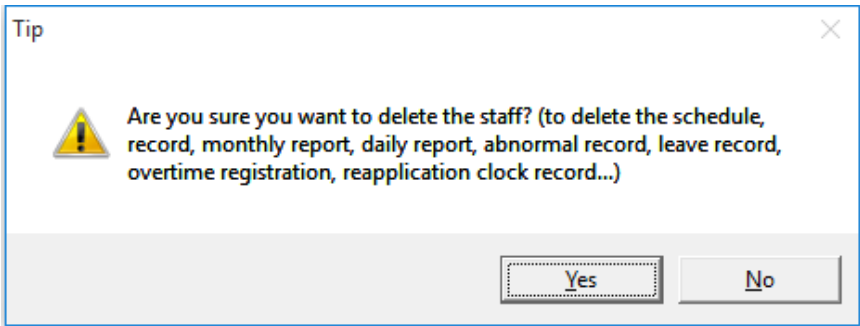 Tip
Are you sure you want to delete the staff? (to delete the schedule,
record, monthly report, daily report, abnormal record, leave record,
overtime registration, reapplication clock record...)
Yes
No